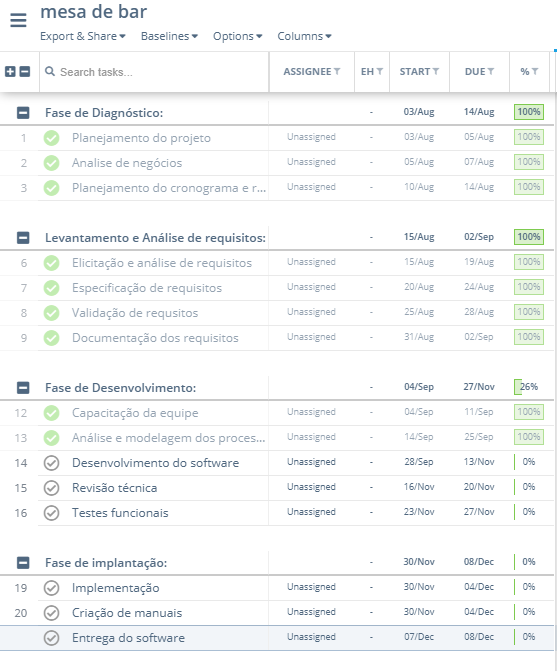 mesa de bar
Export & Share Baselines Options Columns
Search tasks... ASSIGNEE EH START DUE %
Fase de Diagnóstico: - 03/Aug 14/Aug 100%
1 Planejamento do projeto Unassigned - 03/Aug 05/Aug 100%
2 Analise de negócios Unassigned - 05/Aug 07/Aug 100%
3 Planejamento do cronograma e r... Unassigned - 10/Aug 14/Aug 100%
Levantamento e Análise de requisitos: - 15/Aug 02/Sep 100%
6 Elicitação e análise de requisitos Unassigned - 15/Aug 19/Aug 100%
7 Especificação de requisitos - 20/Aug 24/Aug 100%
8 Validação de requsitos Unassigned - 25/Aug 28/Aug 100%
9 Documentação dos requisitos Unassigned - 31/Aug 02/Sep 100%
Fase de Desenvolvimento: - 04/Sep 27/Nov 26%
12 Capacitação da equipe Unassigned - 04/Sep 11/Sep 100%
13 Análise e modelagem dos proces... Unassigned - 14/Sep 25/Sep 100%
14 Desenvolvimento do software Unassigned - 28/Sep 13/Nov 0%
15 Revisão técnica Unassigned - 16/Nov 20/Nov 0%
16 Testes funcionais Unassigned - 23/Nov 27/Nov 0%
Fase de implantação: - 30/Nov 08/Dec 0%
19 Implementação Unassigned - 30/Nov 04/Dec 0%
20 Criação de manuais Unassigned - 30/Nov 04/Dec 0%
Entrega do software Unassigned - 07/Dec 08/Dec 0%